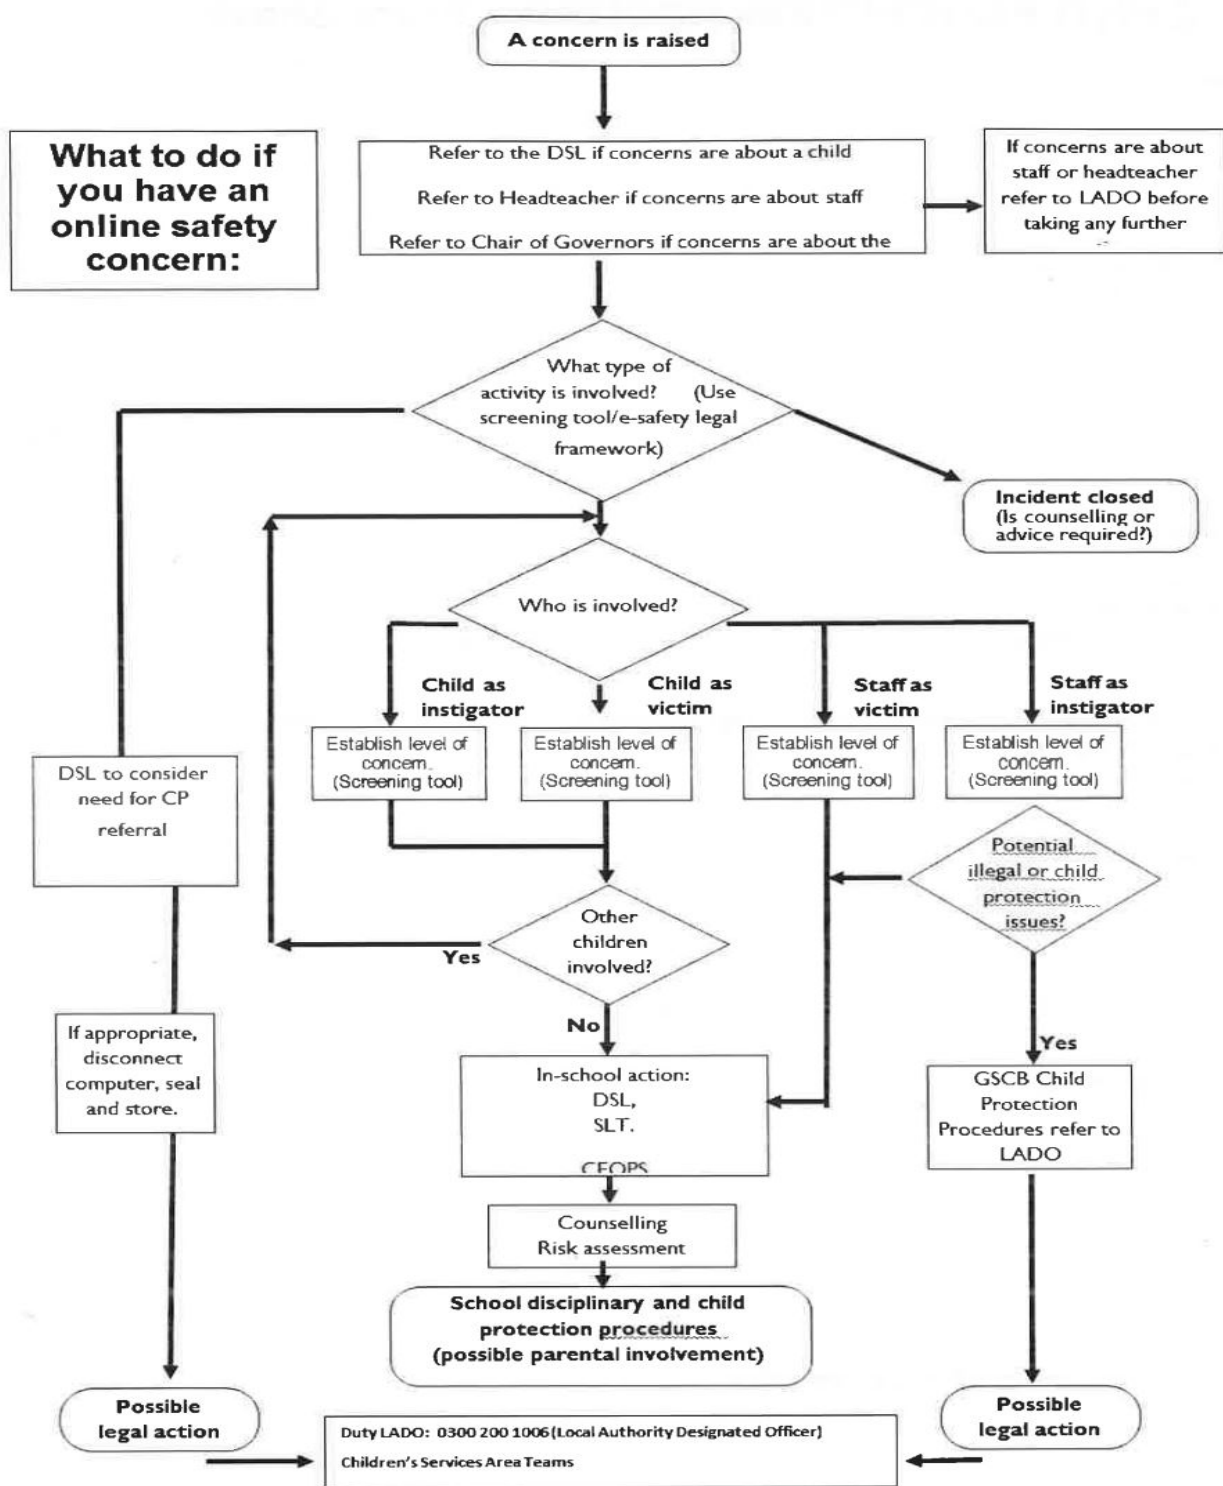 A concern is raised
What to do if
you have an
online safety
concern:
Refer to the DSL if concerns are about a child
Refer to Headteacher if concerns are about staff
Refer to Chair of Governors if concerns are about the
If concerns are about
staff or headteacher
refer to LADO before
taking any further
What type of
activity is involved? (Use
screening tool/e-safety legal
framework)
Incident closed
(Is counselling or
advice required?)
Who is involved?
Child as
instigator
Child as
victim
Staff as
victim
Staff as
instigator
Establish level of
concern.
(Screening tool)
Establish level of
concern.
(Screening tool)
Establish level of
concern.
(Screening tool)
Establish level of
concern.
(Screening tool)
DSL to consider
need for CP
referral
Potential
illegal or child
protection
issues?
Other
children
involved?
Yes
No
Yes
If appropriate,
disconnect
computer, seal
and store.
In-school action:
DSL,
SLT.
CEOPS
GSCB Child
Protection
Procedures refer to
LADO
Counselling
Risk assessment
School disciplinary and child
protection procedures
(possible parental involvement)
Possible
legal action
Possible
legal action
Duty LADO: 0300 200 1006 (Local Authority Designated Officer)
Children's Services Area Teams